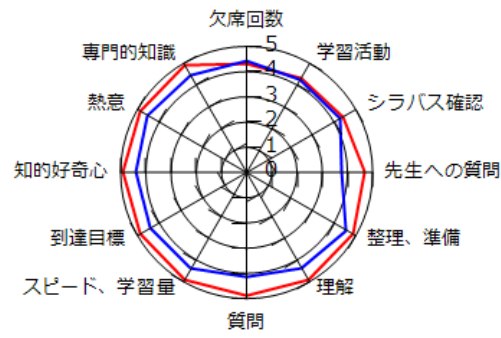 欠席回数
学習活動
シラバス確認
先生への質問
整理、準備
理解
質問
スピード、学習量
到達目標
知的好奇心
熱意
専門的知識
5
4
3
2
1
0